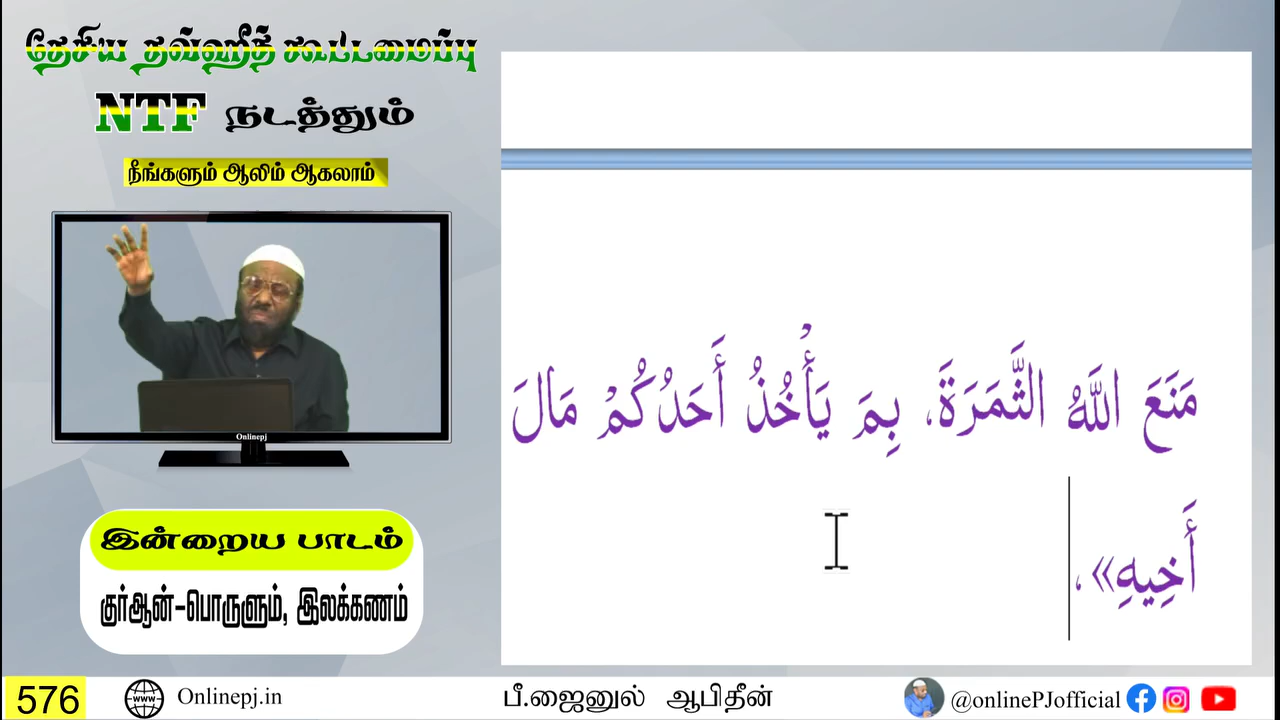 தேசிய தவ்ஹீத் கூட்டமைப்பு
NTF நடத்தும்
நீங்களும் ஆலிம் ஆகலாம்
Onlinepj
இன்றைய பாடம்
குர்ஆன்-பொருளும், இலக்கணம்
مَنَعَ اللَّهُ الثَّمَرَةَ، بِمَ يَأْخُذُ أَحَدُكُمْ مَالَ
أَخِيهِ»،
576
www
Onlinepj.in
பீ.ஜைனுல் ஆபிதீன்
@onlinePJofficial